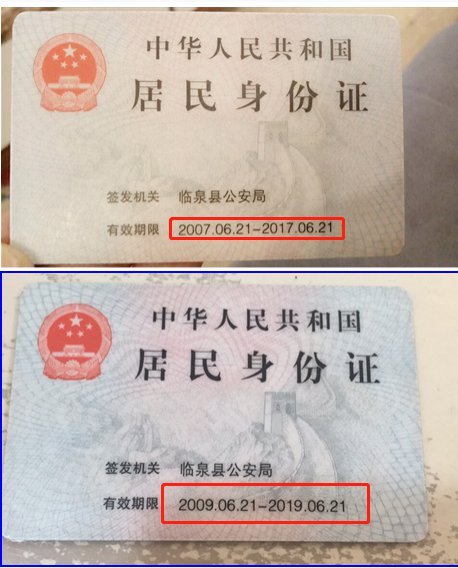 中华人民共和国
居民身份证
签发机关 临泉县公安局
有效期限 2007.06.21-2017.06.21
中华人民共和国
居民身份证
签发机关 临泉县公安局
有效期限 2009.06.21-2019.06.21